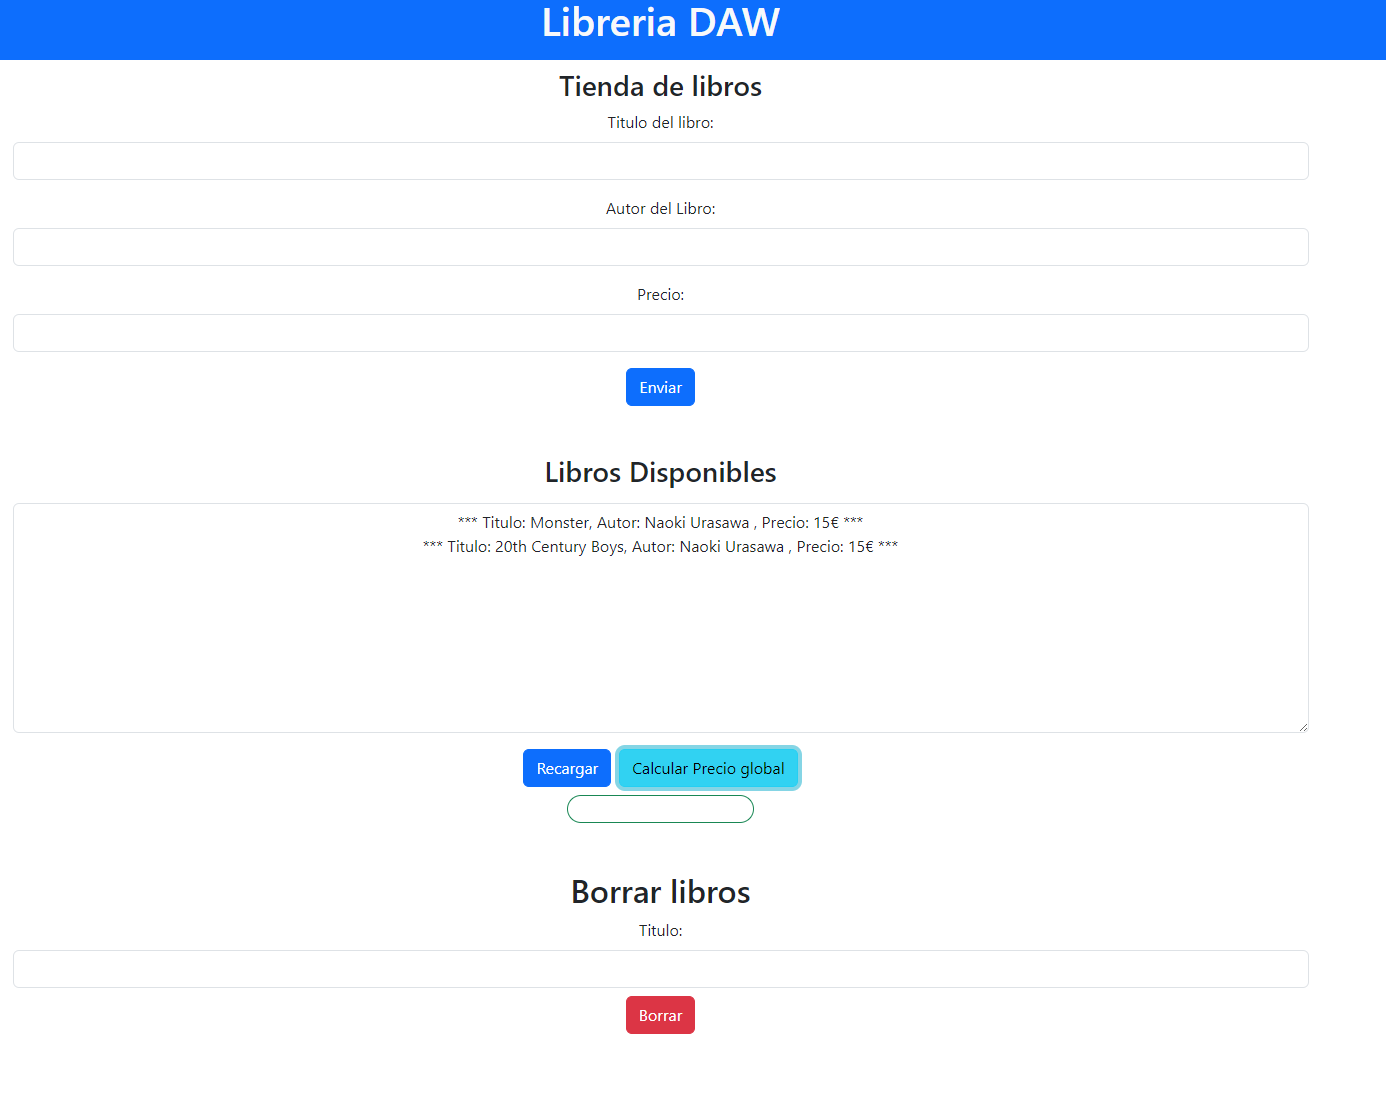 Libreria DAW
Tienda de libros
Titulo del libro:
Autor del Libro:
Precio:
Enviar
Libros Disponibles
*** Titulo: Monster, Autor: Naoki Urasawa , Precio: 15€ ***
*** Titulo: 20th Century Boys, Autor: Naoki Urasawa , Precio: 15€ ***
Recargar Calcular Precio global
Borrar libros
Titulo:
Borrar